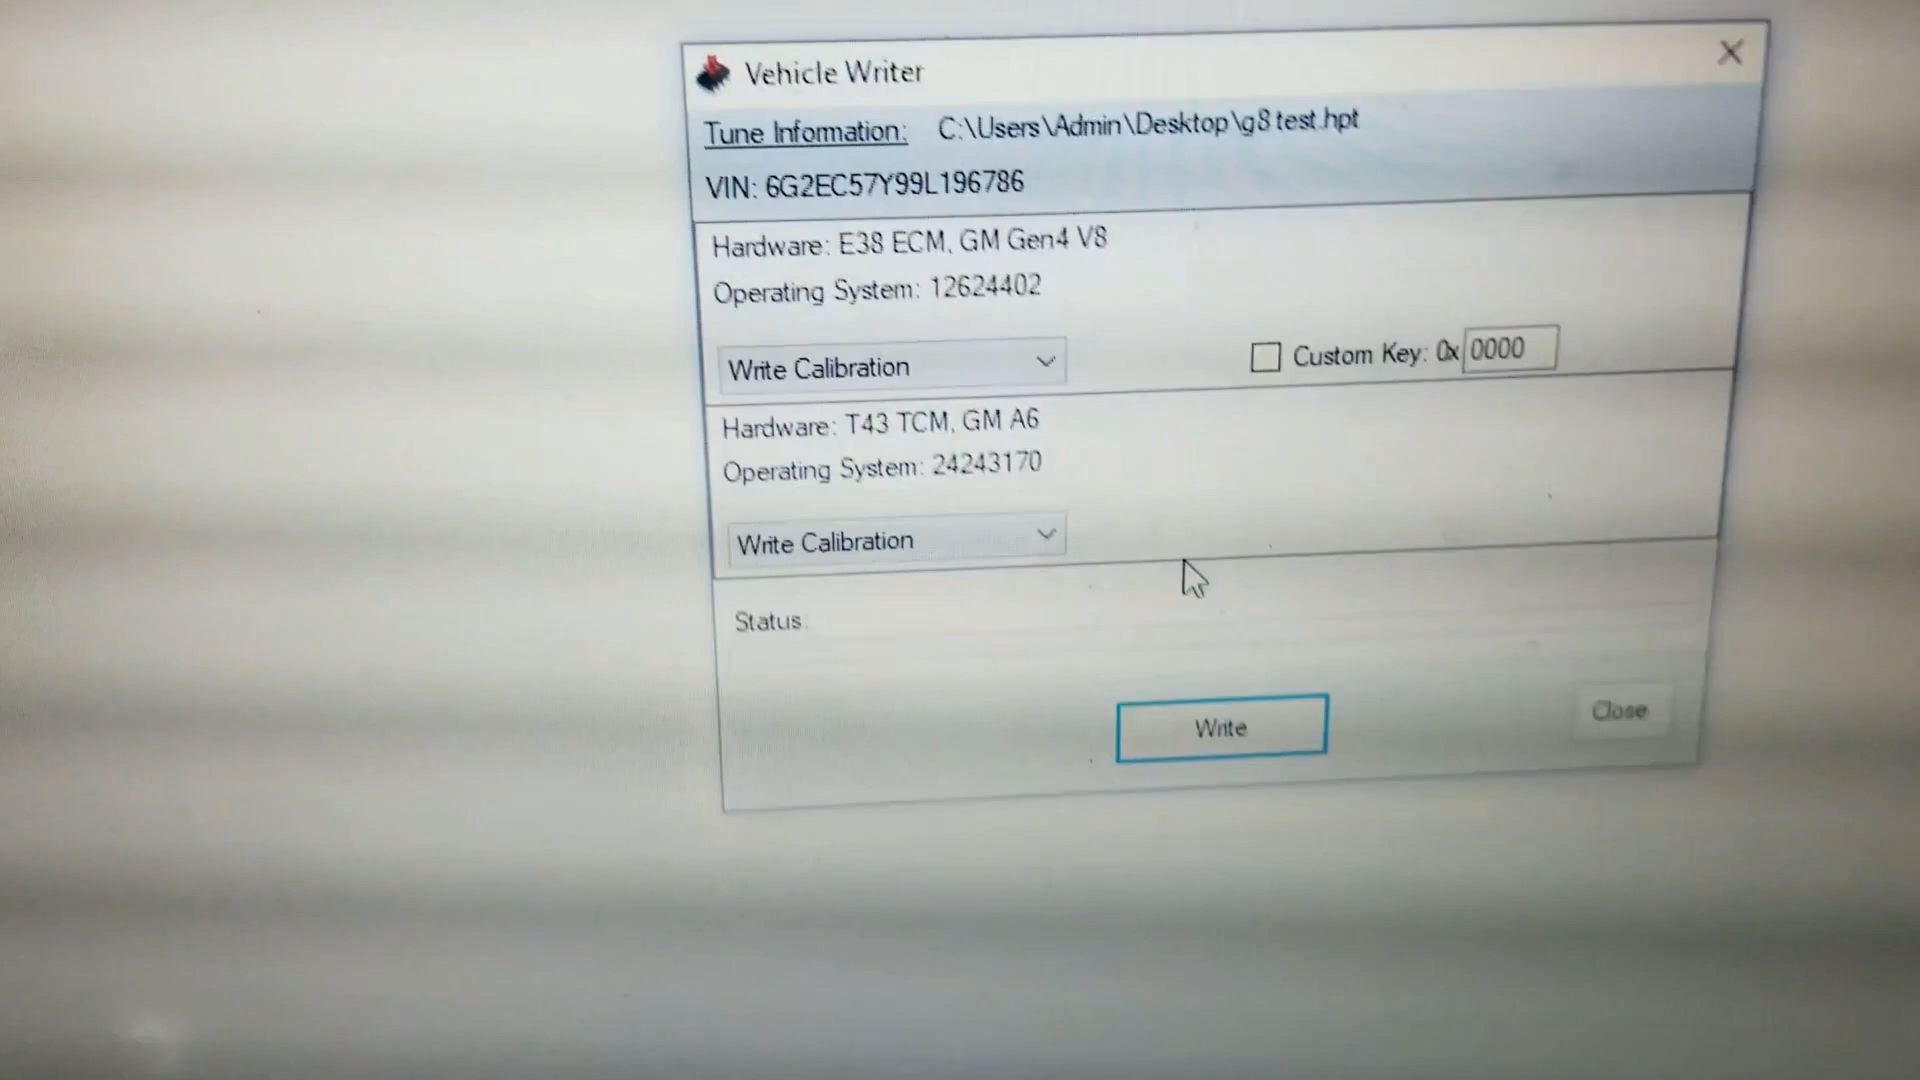 Vehicle Writer
Tune Information: C:\Users\Admin\Desktop\g8 test.hpt
VIN: 6G2EC57Y99L196786
Hardware: E38 ECM, GM Gen4 V8
Operating System: 12624402
Write Calibration
Custom Key: 0x 0000
Hardware: T43 TCM, GM A6
Operating System: 24243170
Write Calibration
Status:
Write
Close